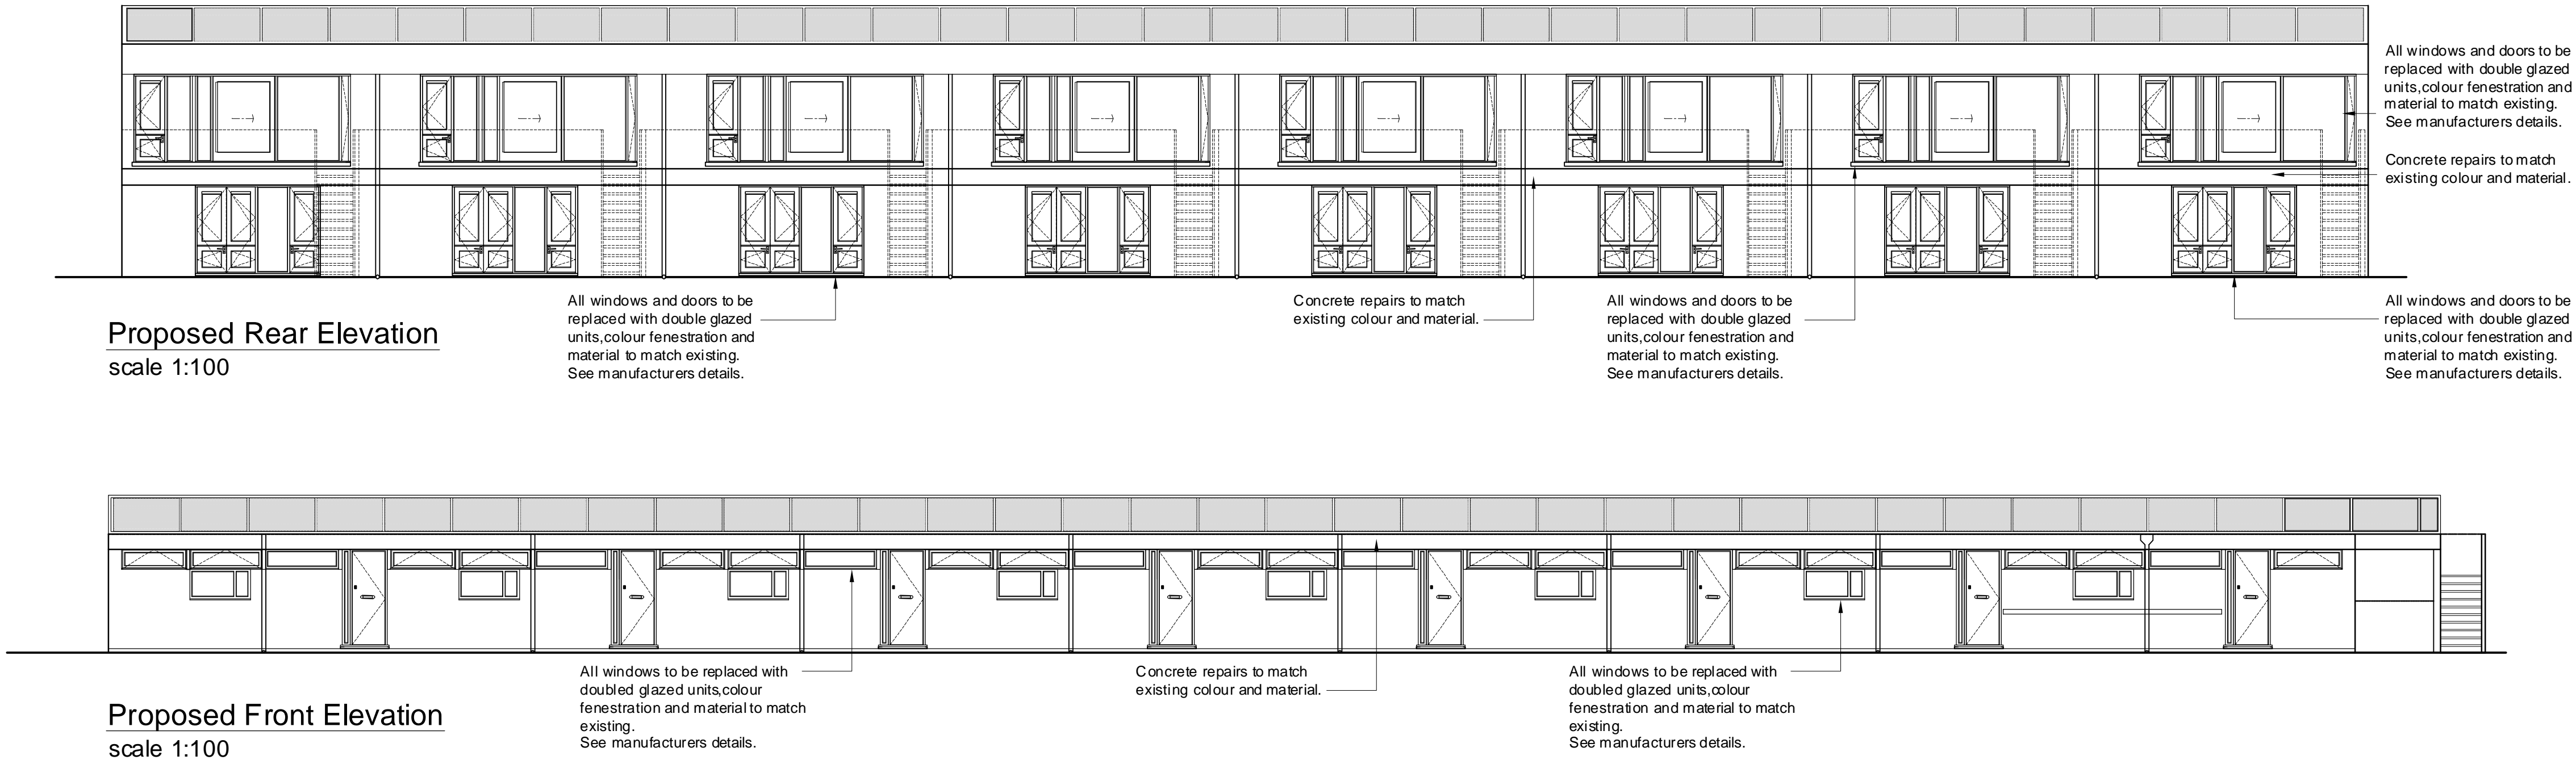 All windows and doors to be
replaced with double glazed
units,colour fenestration and
material to match existing.
See manufacturers details.
Concrete repairs to match
existing colour and material.
All windows and doors to be
replaced with double glazed
units,colour fenestration and
material to match existing.
See manufacturers details.
Concrete repairs to match
existing colour and material.
All windows and doors to be
replaced with double glazed
units,colour fenestration and
material to match existing.
See manufacturers details.
All windows and doors to be
replaced with double glazed
units,colour fenestration and
material to match existing.
See manufacturers details.
Proposed Rear Elevation
scale 1:100
All windows to be replaced with
doubled glazed units,colour
fenestration and material to match
existing.
See manufacturers details.
Concrete repairs to match
existing colour and material.
All windows to be replaced with
doubled glazed units,colour
fenestration and material to match
existing.
See manufacturers details.
Proposed Front Elevation
scale 1:100